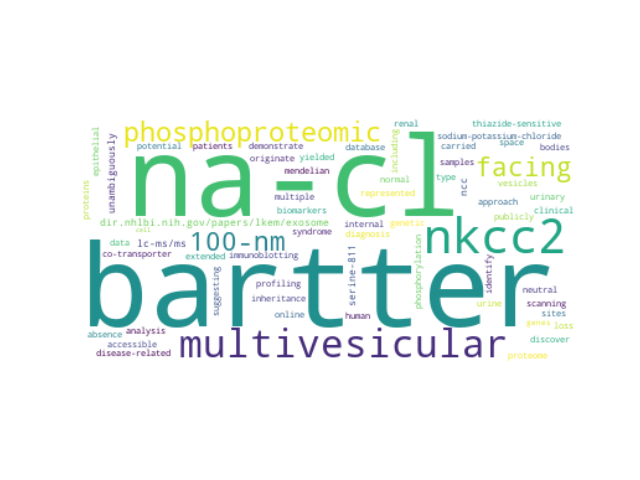 renal
thiazide-sensitive
phosphoproteomic
epithelial
unambiguously
potential
patients
demonstrate
database
including
sodium-potassium-chloride
carried
space
bodies
originate
yielded
na-cl
mendelian
normal
type
ncc
samples
facing
approach
vesicles
proteins
multiple
represented
urinary
biomarkers
publicly
clinical
dir.nhlbi.nih.gov/papers/lkem/exosome
internal
genetic
cell
syndrome
diagnosis
nkcc2
data
lc-ms/ms
100-nm
co-transporter
extended
immunoblotting
bartter
suggesting
profiling
serine-811
phosphorylation
identify
inheritance
neutral
urine
scanning
online
human
sites
genes
loss
absence
analysis
multivesicular
accessible
discover
disease-related
proteome